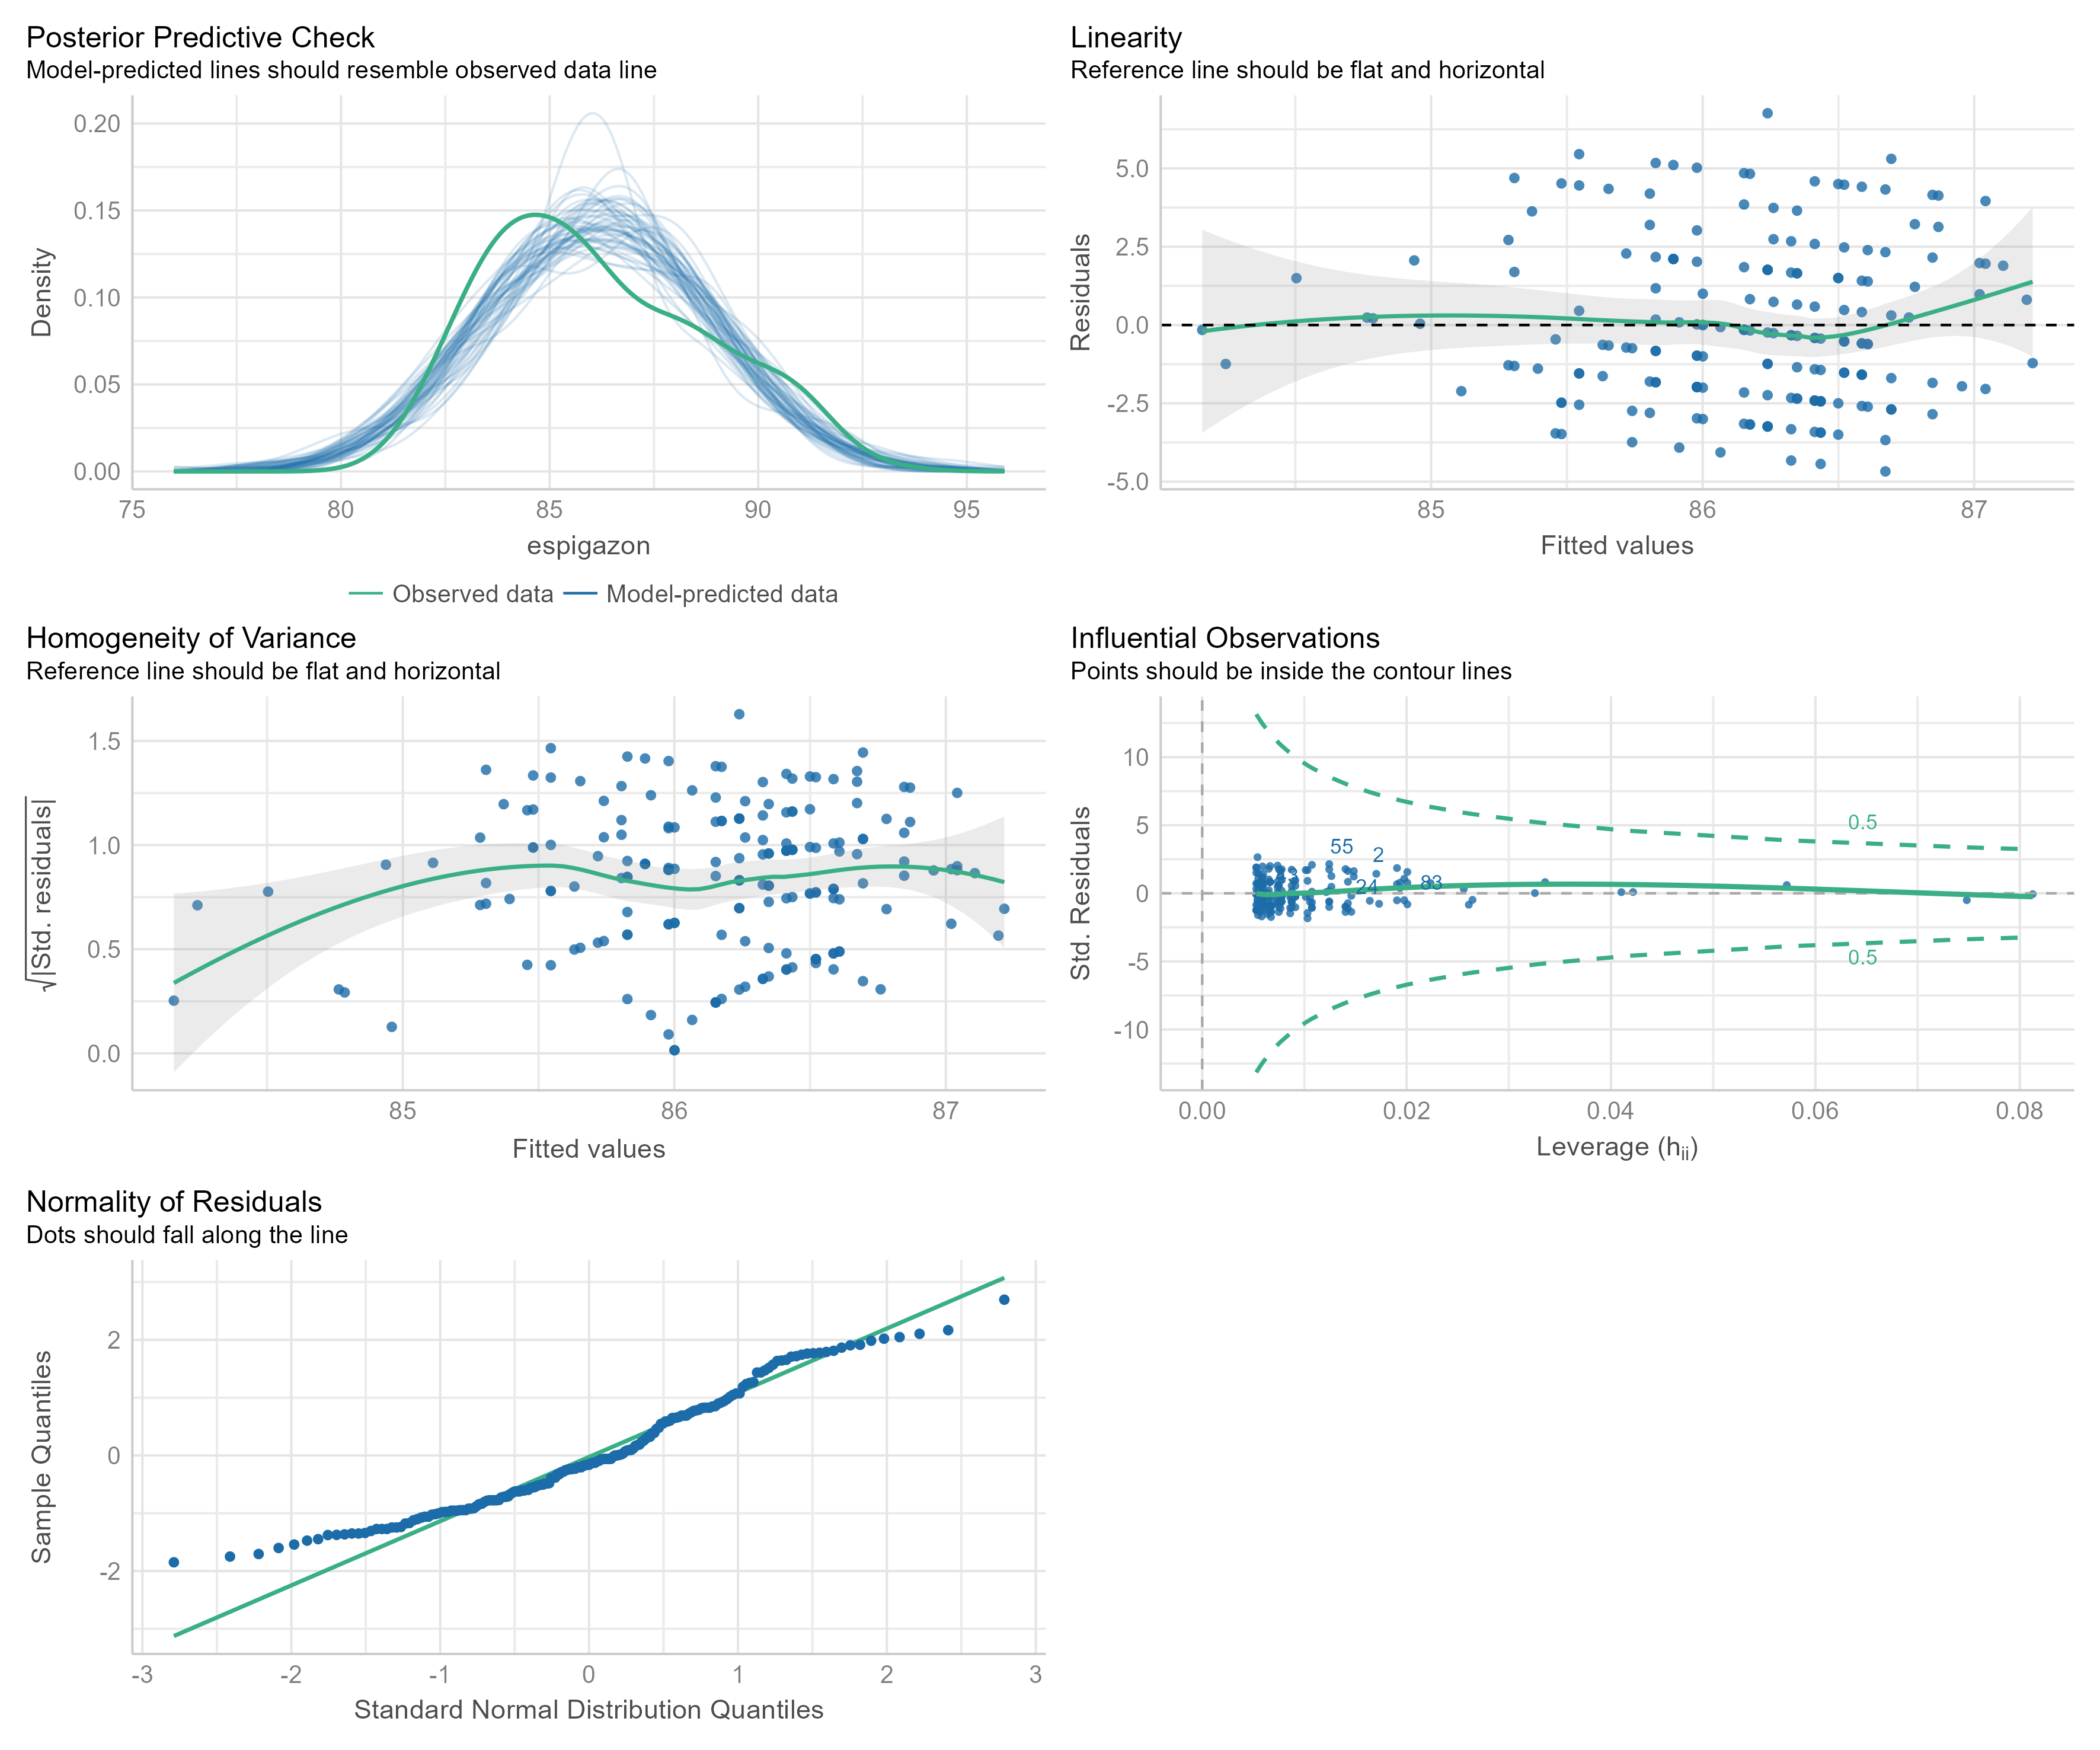 Posterior Predictive Check
Model-predicted lines should resemble observed data line
Density
0.20
0.15
0.10
0.05
0.00
75 80 85 90 95
espigazon
Observed data Model-predicted data
Linearity
Reference line should be flat and horizontal
Residuals
5.0
2.5
0.0
-2.5
-5.0
85 86 87
Fitted values
Homogeneity of Variance
Reference line should be flat and horizontal
√|Std. residuals|
1.5
1.0
0.5
0.0
85 86 87
Fitted values
Influential Observations
Points should be inside the contour lines
Std. Residuals
10
5
0
-5
-10
0.5
55
2
24
83
0.5
0.00 0.02 0.04 0.06 0.08
Leverage (hii)
Normality of Residuals
Dots should fall along the line
Sample Quantiles
2
0
-2
-3 -2 -1 0 1 2 3
Standard Normal Distribution Quantiles